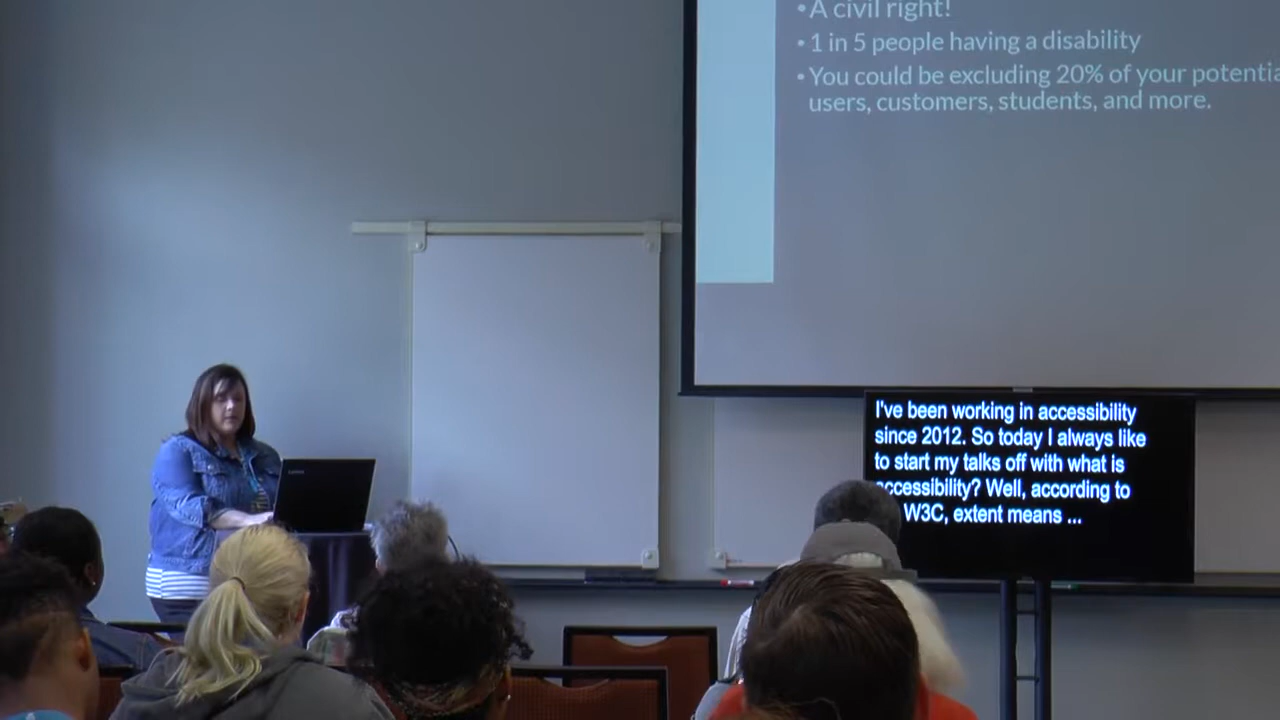 •A civil right!
•1 in 5 people having a disability
•You could be excluding 20% of your
users, customers, students, and more.
I've been working in accessibility
since 2012. So today I always like
to start my talks off with what is
accessibility? Well, according to
W3C, extent means ...